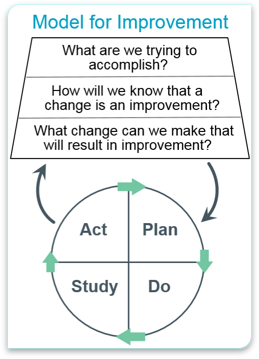 Model for Improvement
What are we trying to
accomplish?
How will we know that a
change is an improvement?
What change can we make that
will result in improvement?
Act
Plan
Study
Do